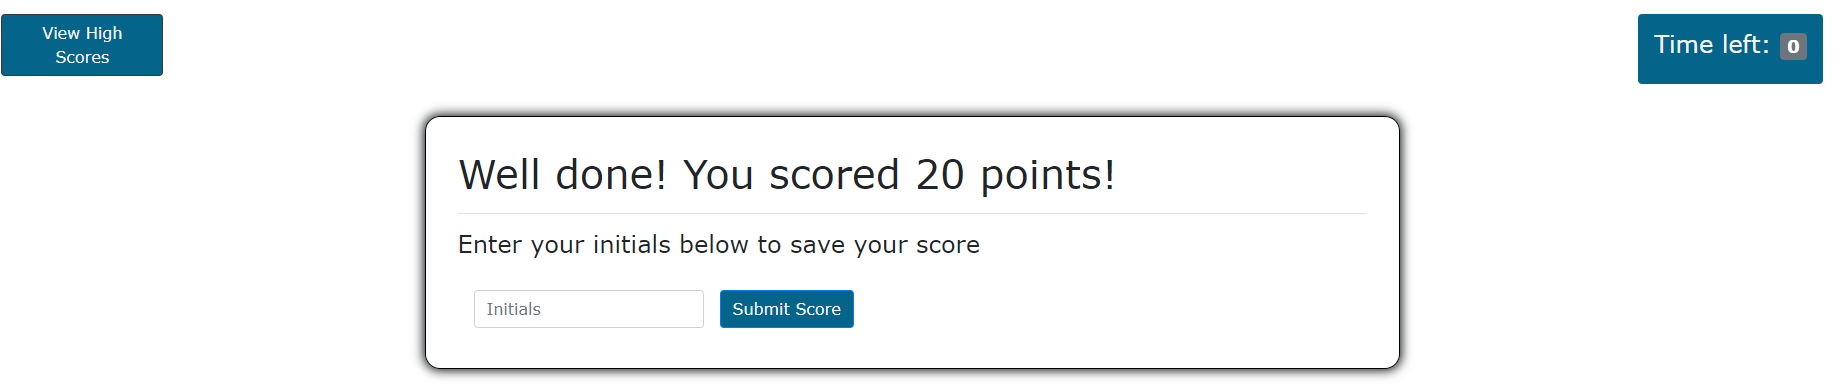 View High
Scores
Time left: 0
Well done! You scored 20 points!
Enter your initials below to save your score
Initials
Submit Score